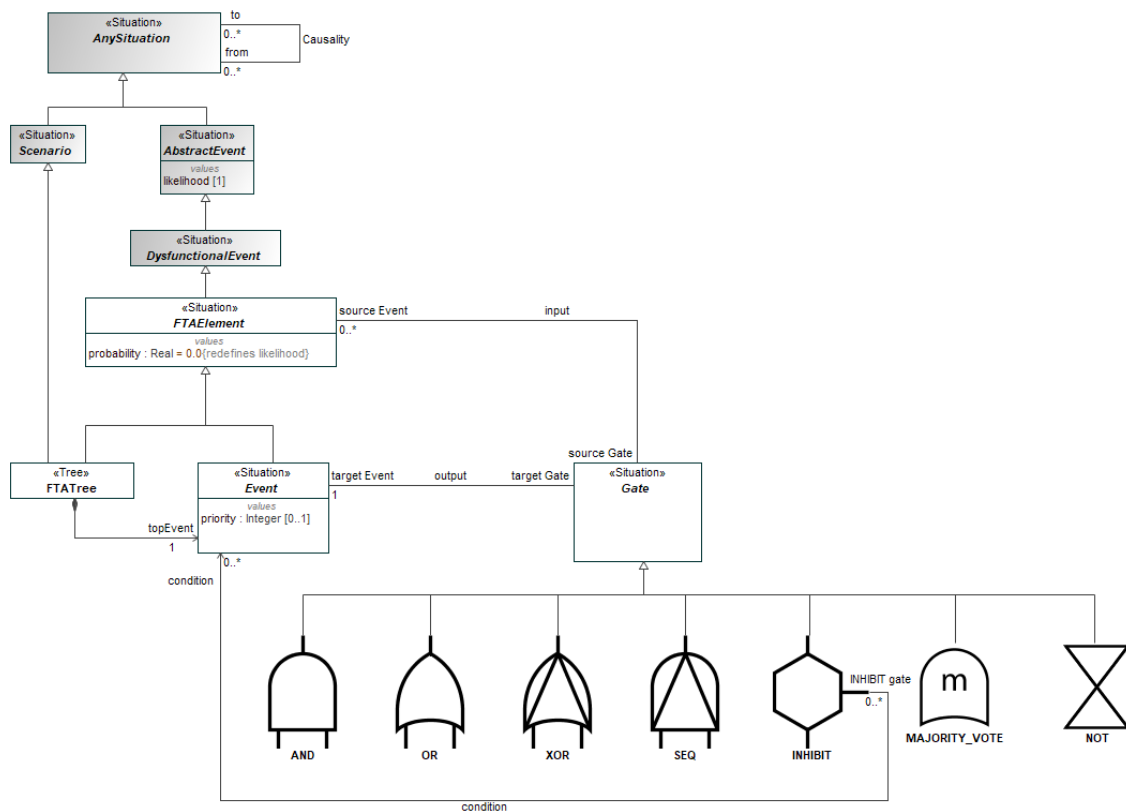 «Situation»
AnySituation
to
0..*
from
0..*
Causality
«Situation»
Scenario
«Situation»
AbstractEvent
values
likelihood [1]
«Situation»
DysfunctionalEvent
«Situation»
FTAElement
values
probability : Real = 0.0{redefines likelihood}
source Event
0..*
input
source Gate
«Tree»
FTATree
topEvent
1
«Situation»
Event
values
priority : Integer [0..1]
target Event
1
output
target Gate
«Situation»
Gate
0..*
condition
INHIBIT gate
0..*
m
AND
OR
XOR
SEQ
INHIBIT
MAJORITY_VOTE
NOT
condition